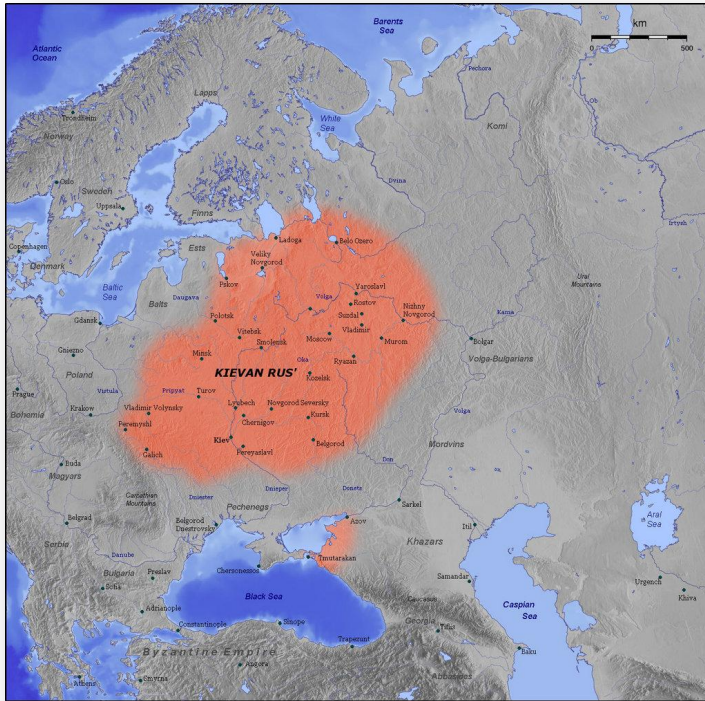 Barents
Sea
km
0
500
Atlantic
Ocean
Pechora
Lapps
Ob
Trondheim
White
Sea
Komi
Norway
Dvina
Oslo
Sweden
Uppsala
Finns
Irtysh
Ladoga
Belo Ozero
Copenhagen
Ests
Veliky
Novgorod
Denmark
Pskov
Ural
Mountains
Baltic
Sea
Daugava
Volga
Yaroslavl
Rostov
Balts
Suzdal
Nizhny
Novgorod
Kama
Gdansk
Polotsk
Vladimir
Vitebsk
Moscow
Murom
Bolgar
Smolensk
Gniezno
Minsk
Oka
Ryazan
Volga-Bulgarians
Poland
KIEVAN RUS'
Kozelsk
Prague
Vistula
Pripyat
Turov
Bohemia
Krakow
Vladimir Volynsky
Lyubech
Novgorod Seversky
Volga
Chernigov
Kursk
Peremyshl
Kiev
Belgorod
Mordvins
Galich
Pereyaslavl
Buda
Don
Magyars
Dnieper
Donets
Carpathian
Mountains
Dniester
Sarkel
Pechenegs
Belgrad
Belgorod
Dnestrovsky
Azov
Itil
Aral
Sea
Serbia
Khazars
Danube
Tmutarakan
Bulgaria
Preslav
Chersonessos
Samandar
Urgench
Sofia
Khiva
Black Sea
Caucasus
Caspian
Sea
Adrianople
Constantinople
Sinope
Georgia
Tiflis
Trapezunt
Baku
Byzantine Empire
Angora
Abbasides
Athens
Smyrna